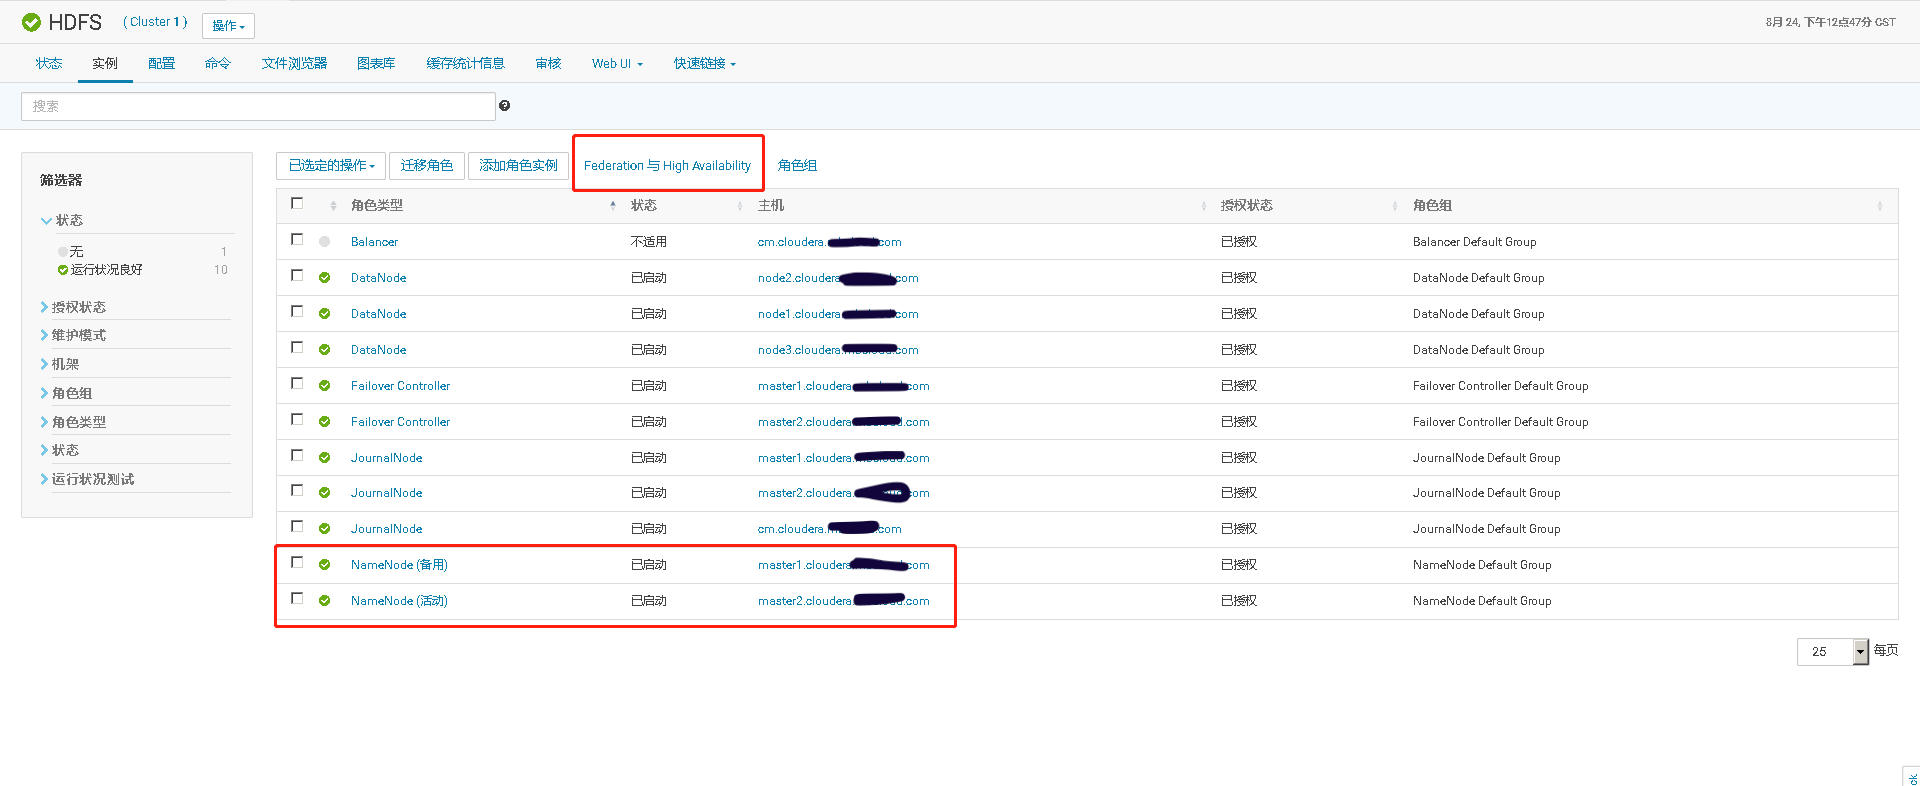 HDFS ( Cluster 1 ) 操作 8月 24, 下午12点47分 CST
状态 实例 配置 命令 文件浏览器 图表库 缓存统计信息 审核 Web UI 快速链接
搜索
筛选器
状态
无 1
运行状况良好 10
授权状态
维护模式
机架
角色组
角色类型
状态
运行状况测试
已选定的操作 迁移角色 添加角色实例 Federation 与 High Availability 角色组
角色类型 状态 主机 授权状态 角色组
Balancer 不适用 cm.cloudera. com 已授权 Balancer Default Group
DataNode 已启动 node2.cloudera .com 已授权 DataNode Default Group
DataNode 已启动 node1.cloudera. .com 已授权 DataNode Default Group
DataNode 已启动 node3.cloudera. .com 已授权 DataNode Default Group
Failover Controller 已启动 master1.cloudera. .com 已授权 Failover Controller Default Group
Failover Controller 已启动 master2.cloudera. .com 已授权 Failover Controller Default Group
JournalNode 已启动 master1.cloudera. .com 已授权 JournalNode Default Group
JournalNode 已启动 master2.cloudera. om 已授权 JournalNode Default Group
JournalNode 已启动 cm.cloudera. .com 已授权 JournalNode Default Group
NameNode (备用) 已启动 master1.cloudera .com 已授权 NameNode Default Group
NameNode (活动) 已启动 master2.cloudera. .com 已授权 NameNode Default Group
25 每页
ck